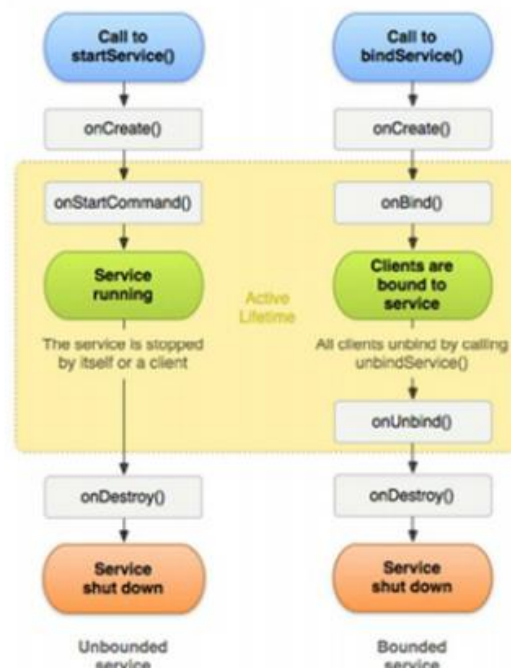 Call to
startService()
onCreate()
onStartCommand()
Service
running
The service is stopped
by itself or a client
onDestroy()
Service
shut down
Unbounded
service
Active
Lifetime
Call to
bindService()
onCreate()
onBind()
Clients are
bound to
service
All clients unbind by calling
unbindService()
onUnbind()
onDestroy()
Service
shut down
Bounded
service